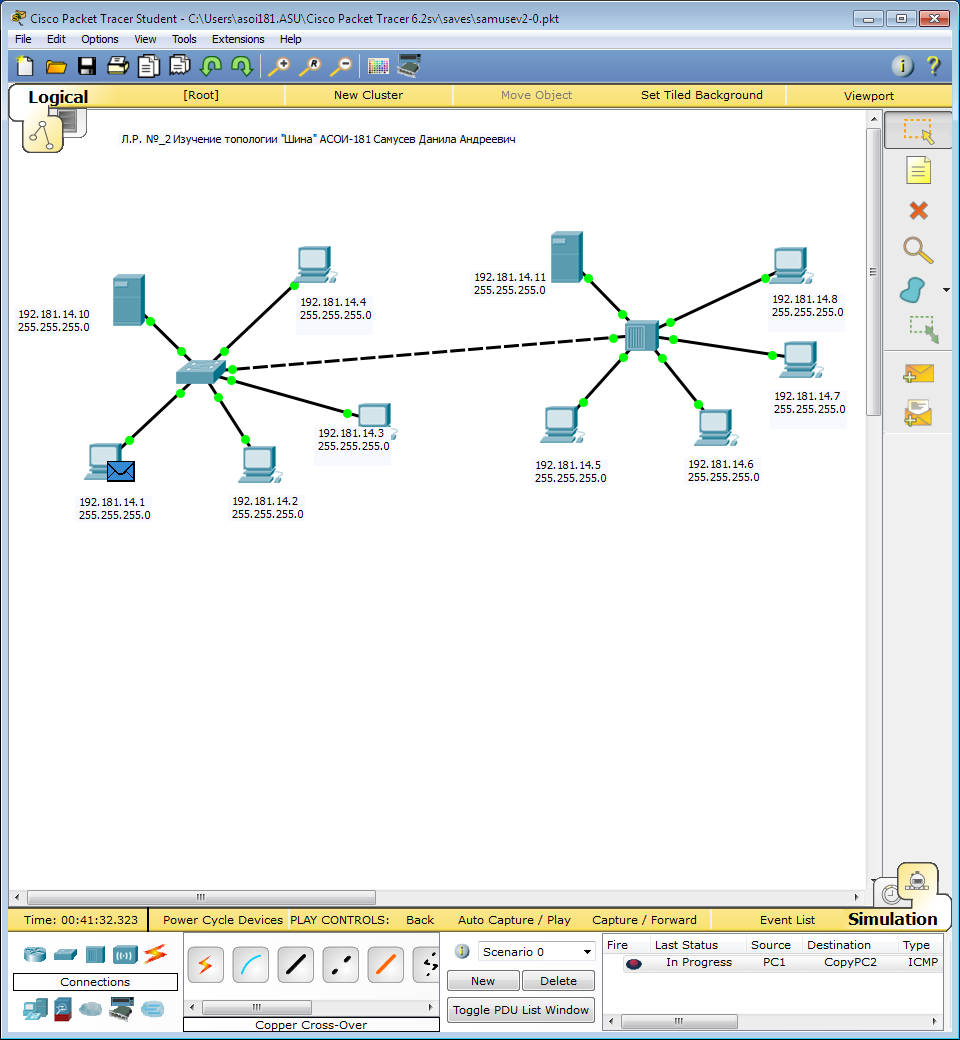 Cisco Packet Tracer Student - C:\Users\asoi181.ASU\Cisco Packet Tracer 6.2sv\saves\samusev2-0.pkt
File Edit Options View Tools Extensions Help
Logical [Root] New Cluster Move Object Set Tiled Background Viewport
Л.Р. №_2 Изучение топологии "Шина" АСОИ-181 Самусев Данила Андреевич
192.181.14.10
255.255.255.0
192.181.14.4
255.255.255.0
192.181.14.11
255.255.255.0
192.181.14.8
255.255.255.0
192.181.14.3
255.255.255.0
192.181.14.7
255.255.255.0
192.181.14.1
255.255.255.0
192.181.14.2
255.255.255.0
192.181.14.5
255.255.255.0
192.181.14.6
255.255.255.0
Time: 00:41:32.323 Power Cycle Devices PLAY CONTROLS: Back Auto Capture / Play Capture / Forward Event List Simulation
Connections
Copper Cross-Over
Scenario 0
New Delete
Toggle PDU List Window
Fire Last Status Source Destination Type
In Progress PC1 CopyPC2 ICMP